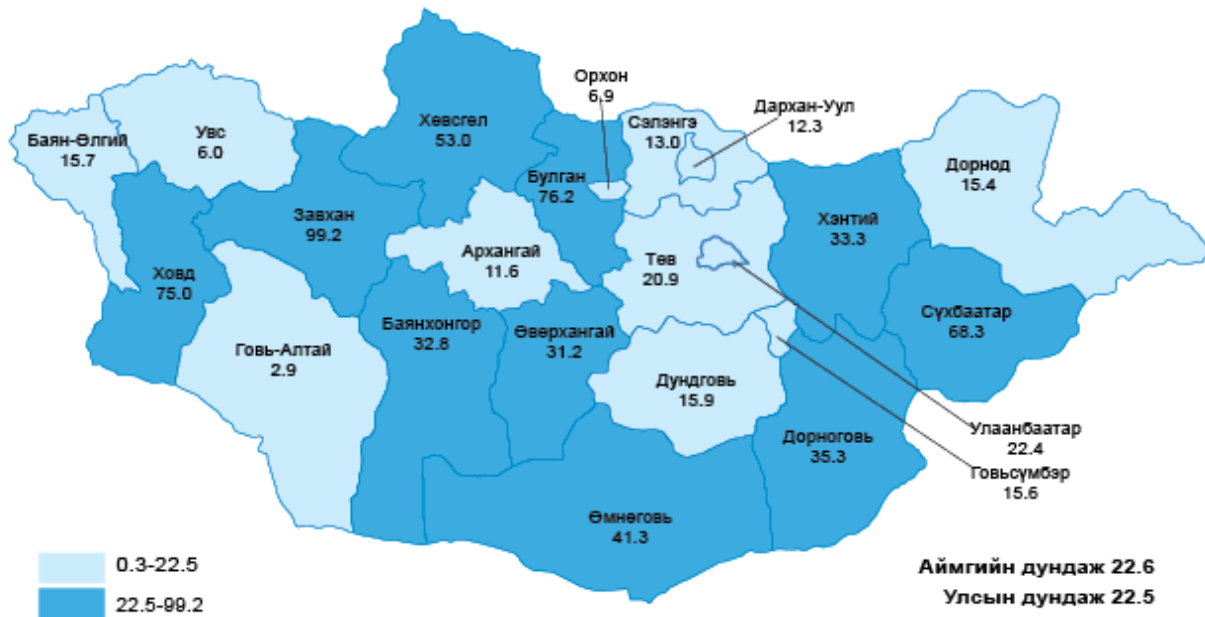 Орхон
6.9
Дархан-Уул
12.3
Хөвсгөл
53.0
Сэлэнгэ
13.0
Увс
6.0
Баян-Өлгий
15.7
Булган
76.2
Дорнод
15.4
Завхан
99.2
Хэнтий
33.3
Архангай
11.6
Төв
20.9
Ховд
75.0
Сүхбаатар
68.3
Баянхонгор
32.8
Өвөрхангай
31.2
Говь-Алтай
2.9
Дундговь
15.9
Улаанбаатар
22.4
Дорноговь
35.3
Говьсүмбэр
15.6
Өмнөговь
41.3
0.3-22.5
22.5-99.2
Аймгийн дундаж 22.6
Улсын дундаж 22.5